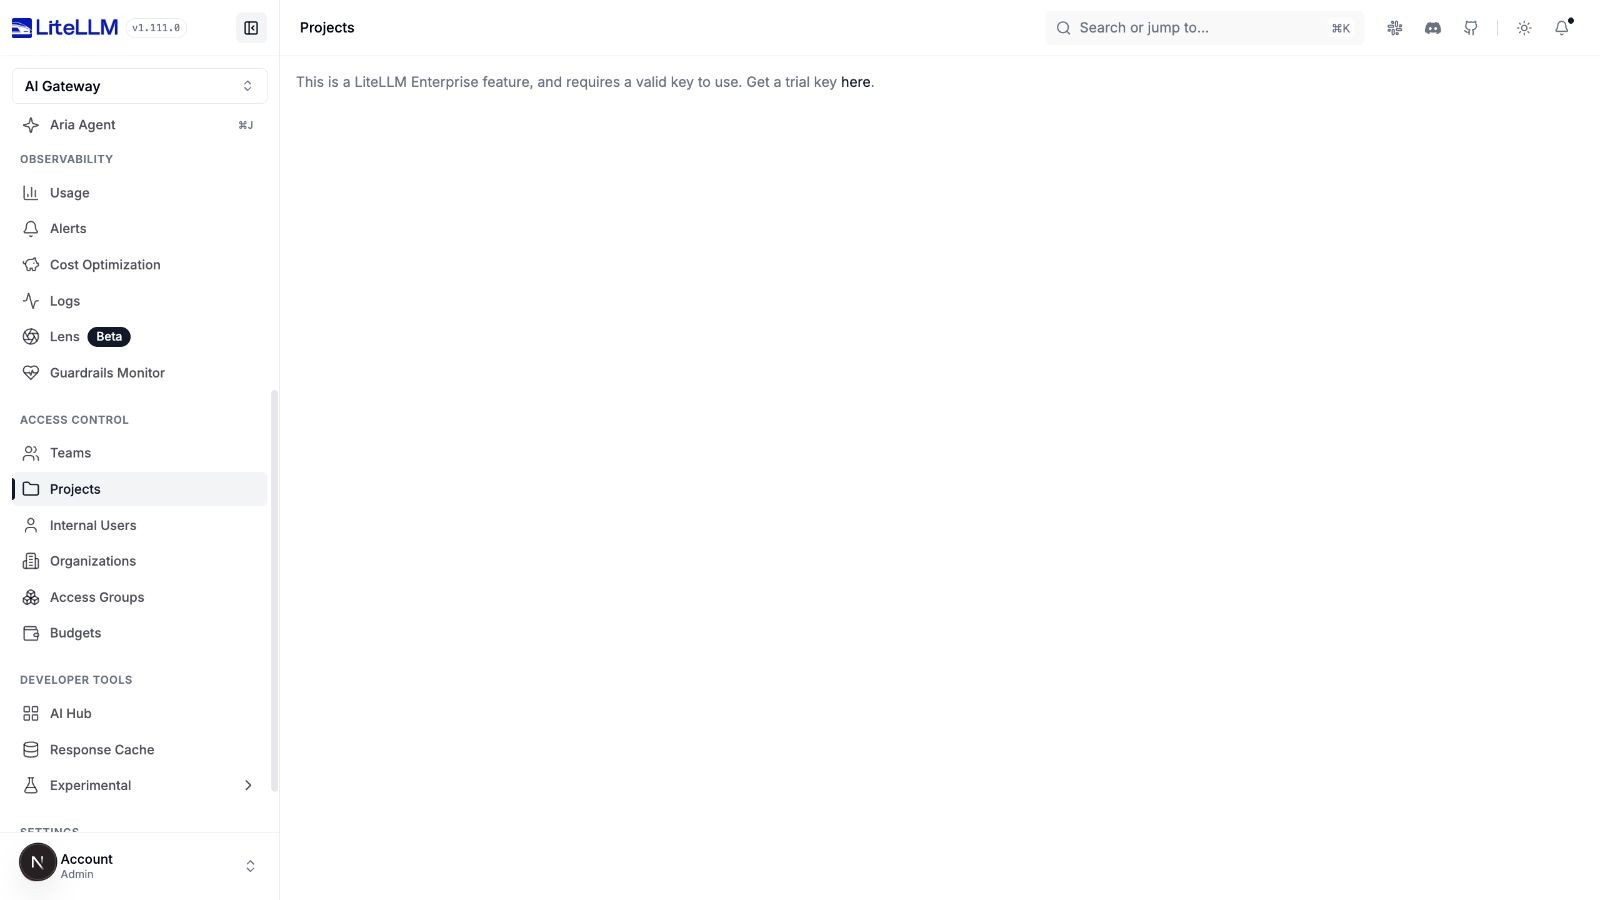 LiteLLM v1.111.0
Projects
Search or jump to... ⌘K
AI Gateway
This is a LiteLLM Enterprise feature, and requires a valid key to use. Get a trial key here.
Aria Agent ⌘J
OBSERVABILITY
Usage
Alerts
Cost Optimization
Logs
Lens Beta
Guardrails Monitor
ACCESS CONTROL
Teams
Projects
Internal Users
Organizations
Access Groups
Budgets
DEVELOPER TOOLS
AI Hub
Response Cache
Experimental
SETTINGS
N
Account
Admin